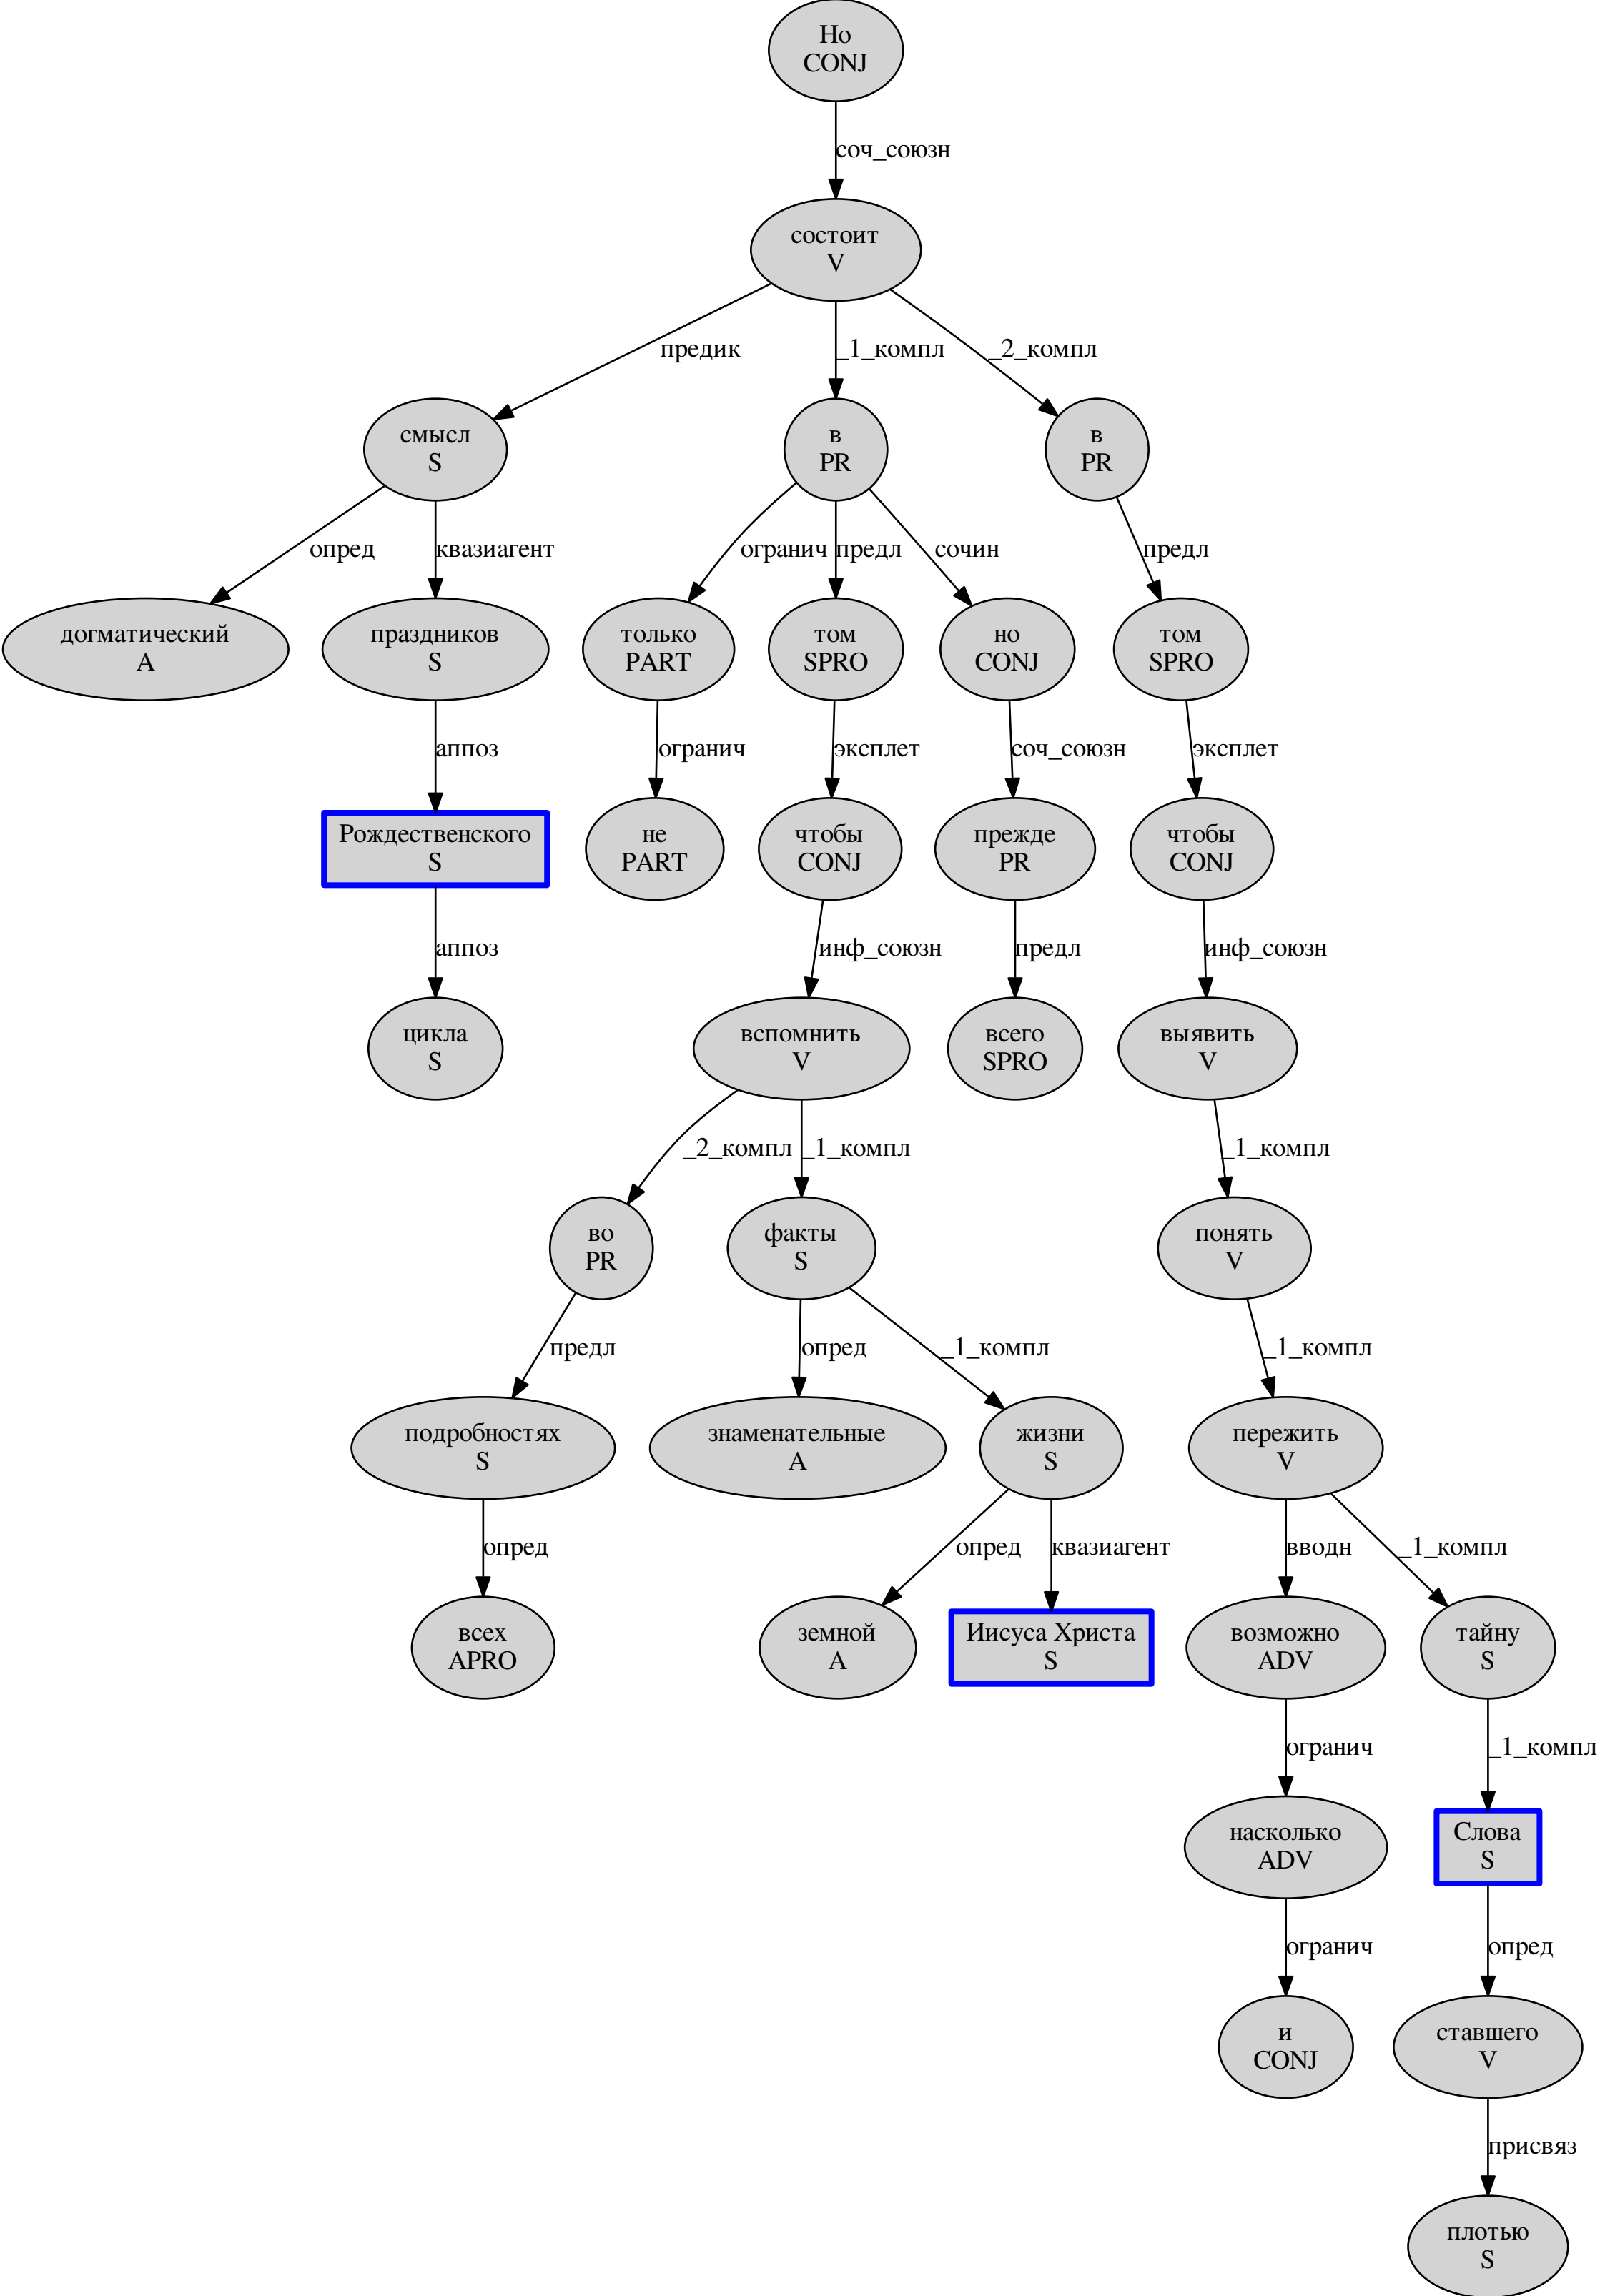 Но
CONJ
соч_союзн
состоит
V
предик
_1_компл
_2_компл
смысл
S
в
PR
в
PR
опред
квазиагент
огранич
предл
сочин
предл
догматический
A
праздников
S
только
PART
том
SPRO
но
CONJ
том
SPRO
аппоз
огранич
эксплет
соч_союзн
эксплет
Рождественского
S
не
PART
чтобы
CONJ
прежде
PR
чтобы
CONJ
аппоз
инф_союзн
предл
инф_союзн
цикла
S
вспомнить
V
всего
SPRO
выявить
V
_2_компл
_1_компл
_1_компл
во
PR
факты
S
понять
V
предл
опред
_1_компл
_1_компл
подробностях
S
знаменательные
A
жизни
S
пережить
V
опред
опред
квазиагент
вводн
_1_компл
всех
APRO
земной
A
Иисуса Христа
S
возможно
ADV
тайну
S
огранич
_1_компл
насколько
ADV
Слова
S
огранич
опред
и
CONJ
ставшего
V
присвяз
плотью
S